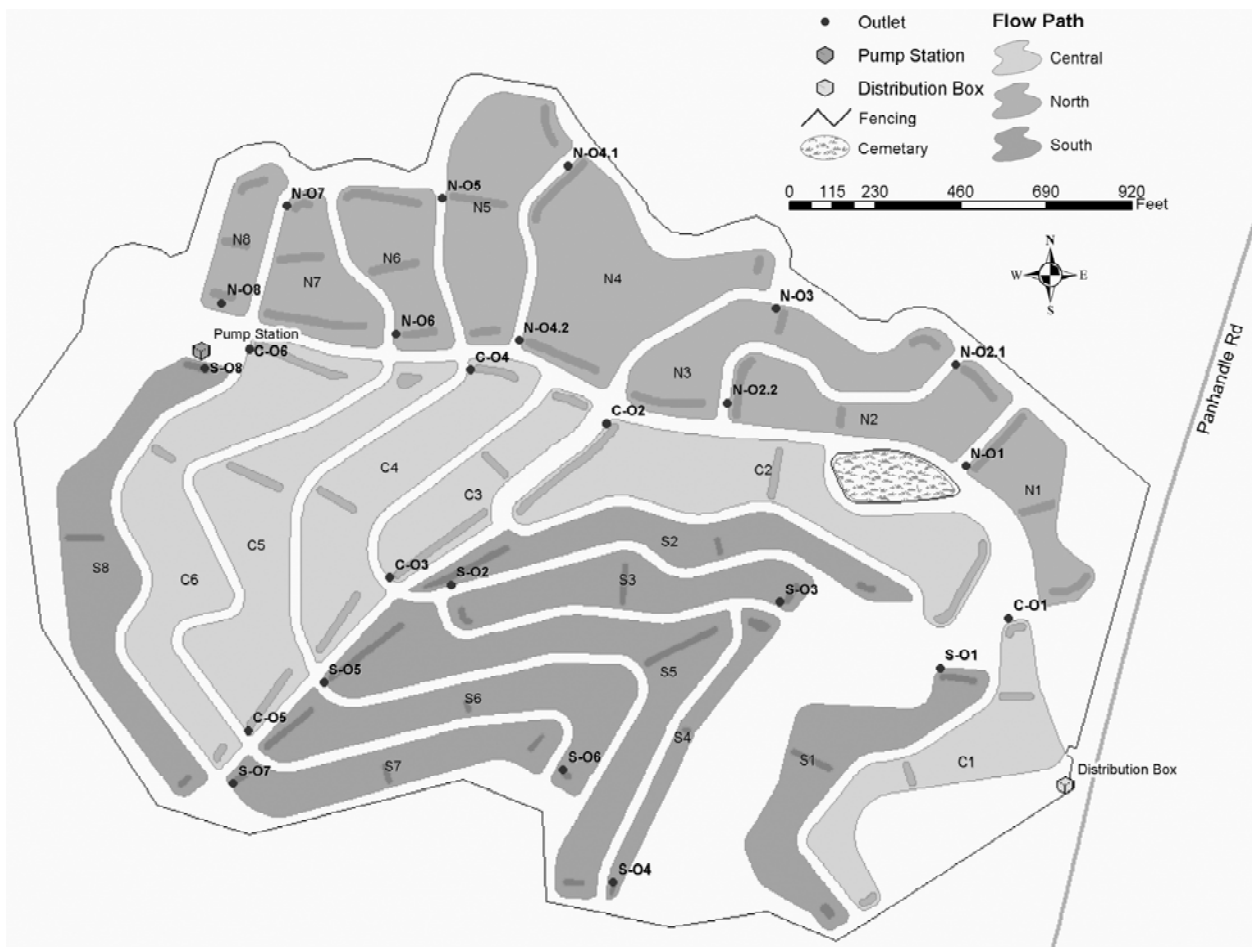 Outlet
Pump Station
Distribution Box
Fencing
Cemetary
Flow Path
Central
North
South
0 115 230 460 690 920
Feet
N
W E
S
Panhandle Rd
N-O4.1
N-O7
N-O5
N5
N8
N6
N7
N4
N-O8
N-O3
N-O6
N-O4.2
Pump Station
C-O6
S-O8
C-O4
N-O2.1
N3
N-O2.2
C-O2
N2
C4
C2
N-O1
C3
N1
C5
S2
S8
C6
C-O3
S-O2
S3
S-O3
C-O1
S-O5
S5
S-O1
S6
C-O5
S4
S-O7
S7
S-O6
S1
C1
Distribution Box
S-O4